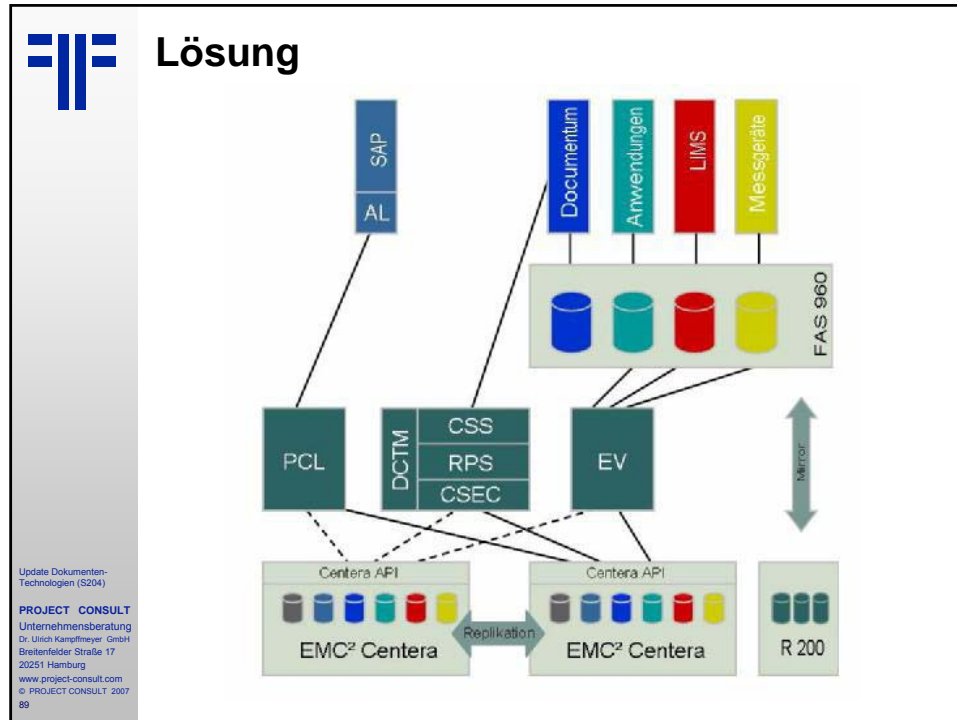 Lösung
SAP
AL
Documentum
Anwendungen
LIMS
Messgeräte
FAS 960
PCL
DCTM
CSS
RPS
CSEC
EV
Mirror
Centera API
EMC² Centera
Replikation
Centera API
EMC² Centera
R 200
Update Dokumenten-
Technologien (S204)
PROJECT CONSULT
Unternehmensberatung
Dr. Ulrich Kampffmeyer GmbH
Breitenfelder Straße 17
20251 Hamburg
www.project-consult.com
© PROJECT CONSULT 2007
89